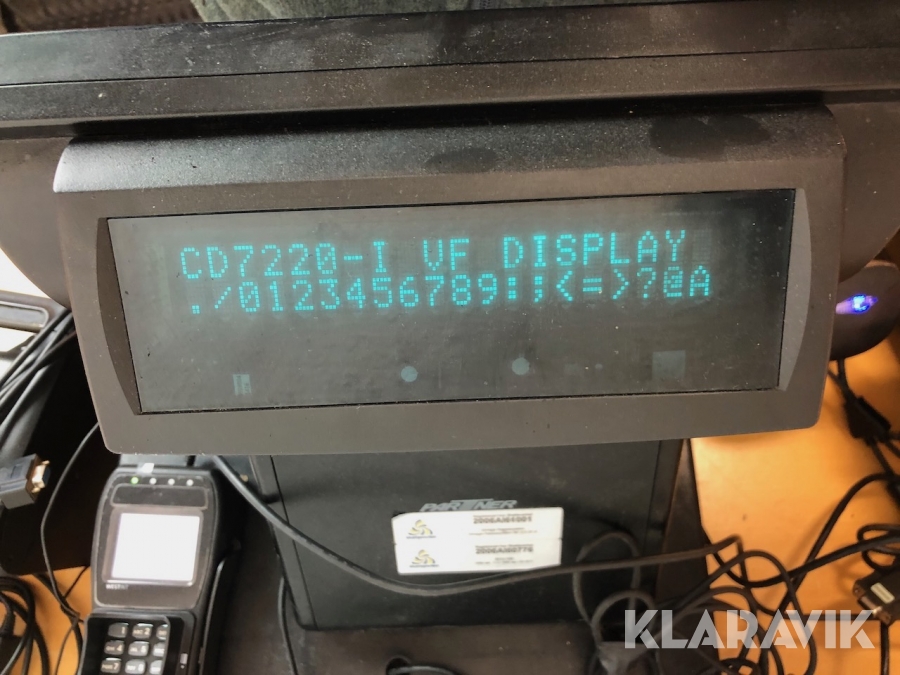 CD7220-I VF DISPLAY
./0123456789:;<=>?@A
PARTNER
KLARAVIK